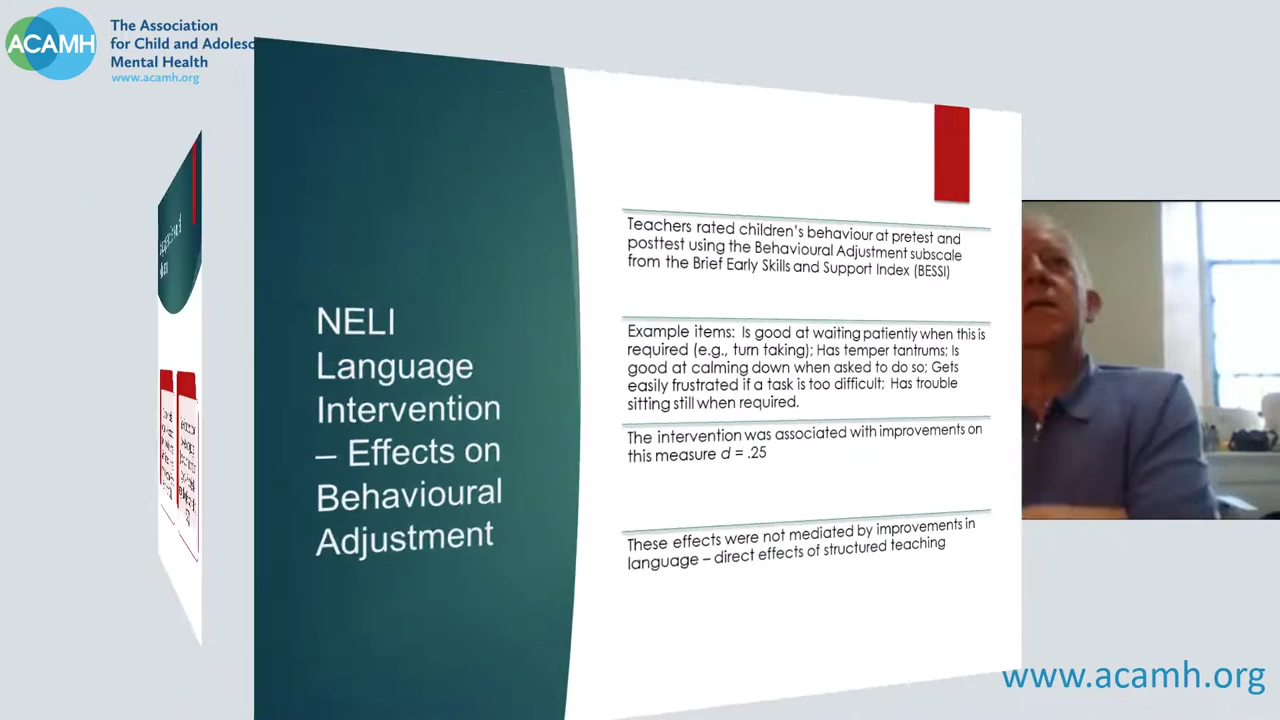 ACAMH
The Association
for Child and Adolesc
Mental Health
www.acamh.org
NELI
Language
Intervention
– Effects on
Behavioural
Adjustment
Teachers rated children's behaviour at pretest and
posttest using the Behavioural Adjustment subscale
from the Brief Early Skills and Support Index (BESSI)
Example items: Is good at waiting patiently when this is
required (e.g., turn taking); Has temper tantrums; Is
good at calming down when asked to do so; Gets
easily frustrated if a task is too difficult; Has trouble
sitting still when required.
The intervention was associated with improvements on
this measure d = .25
These effects were not mediated by improvements in
language – direct effects of structured teaching
www.acamh.org